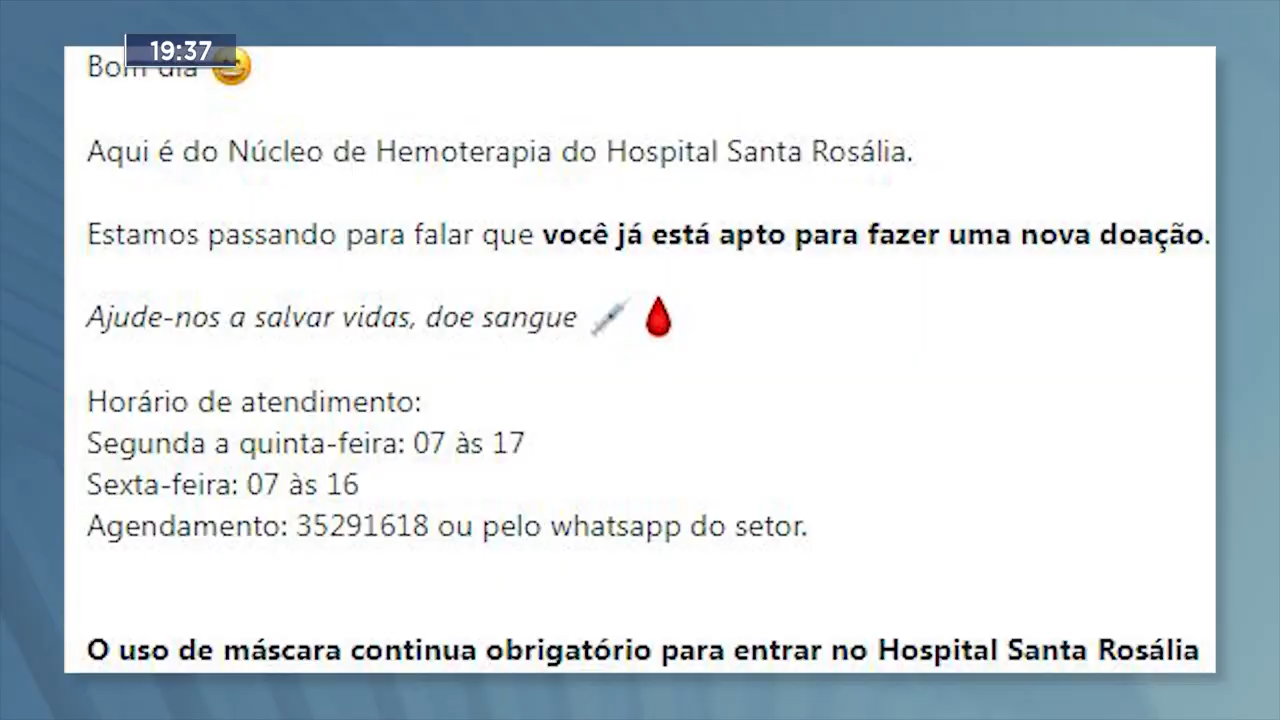 19:37
Bom dia 😄
Aqui é do Núcleo de Hemoterapia do Hospital Santa Rosália.
Estamos passando para falar que você já está apto para fazer uma nova doação.
Ajude-nos a salvar vidas, doe sangue 💉🩸
Horário de atendimento:
Segunda a quinta-feira: 07 às 17
Sexta-feira: 07 às 16
Agendamento: 35291618 ou pelo whatsapp do setor.
O uso de máscara continua obrigatório para entrar no Hospital Santa Rosália